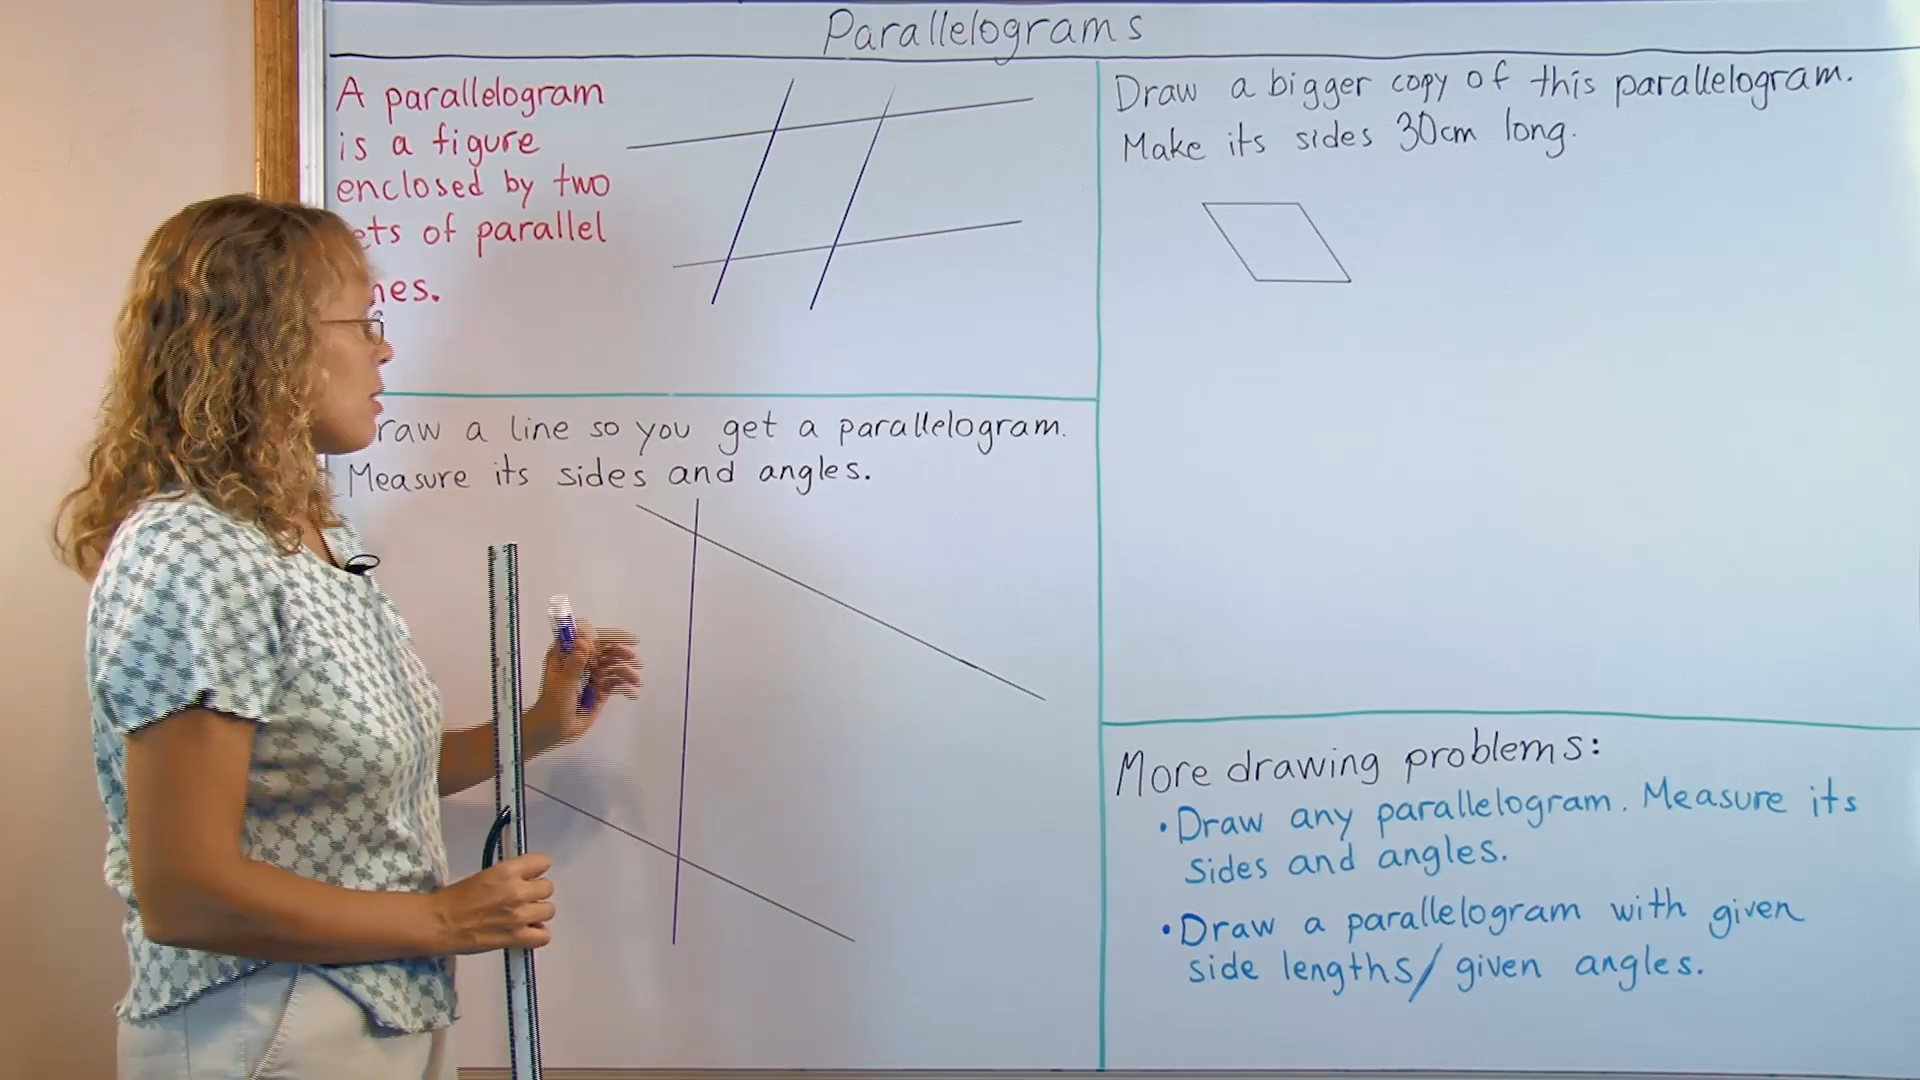 Parallelograms
A parallelogram
is a figure
enclosed by two
ets of parallel
nes.
raw a line so you get a parallelogram.
Measure its sides and angles.
Draw a bigger copy of this parallelogram.
Make its sides 30cm long.
More drawing problems:
• Draw any parallelogram. Measure its
sides and angles.
• Draw a parallelogram with given
side lengths/ given angles.